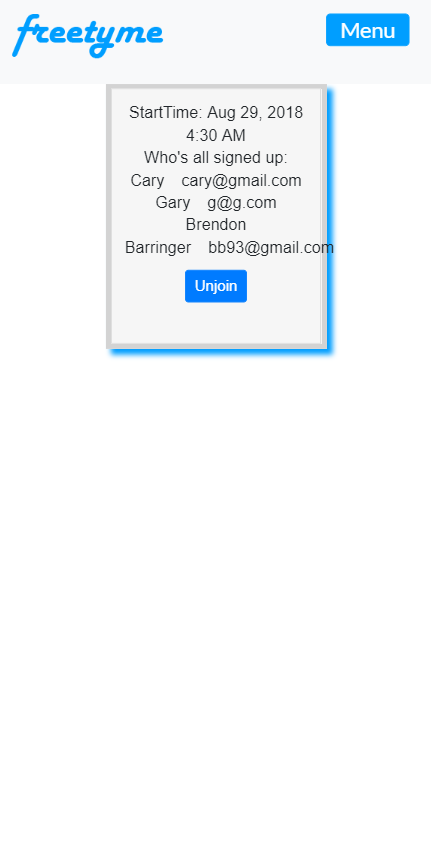 freetyme
Menu
StartTime: Aug 29, 2018
4:30 AM
Who's all signed up:
Cary cary@gmail.com
Gary g@g.com
Brendon
Barringer bb93@gmail.com
Unjoin